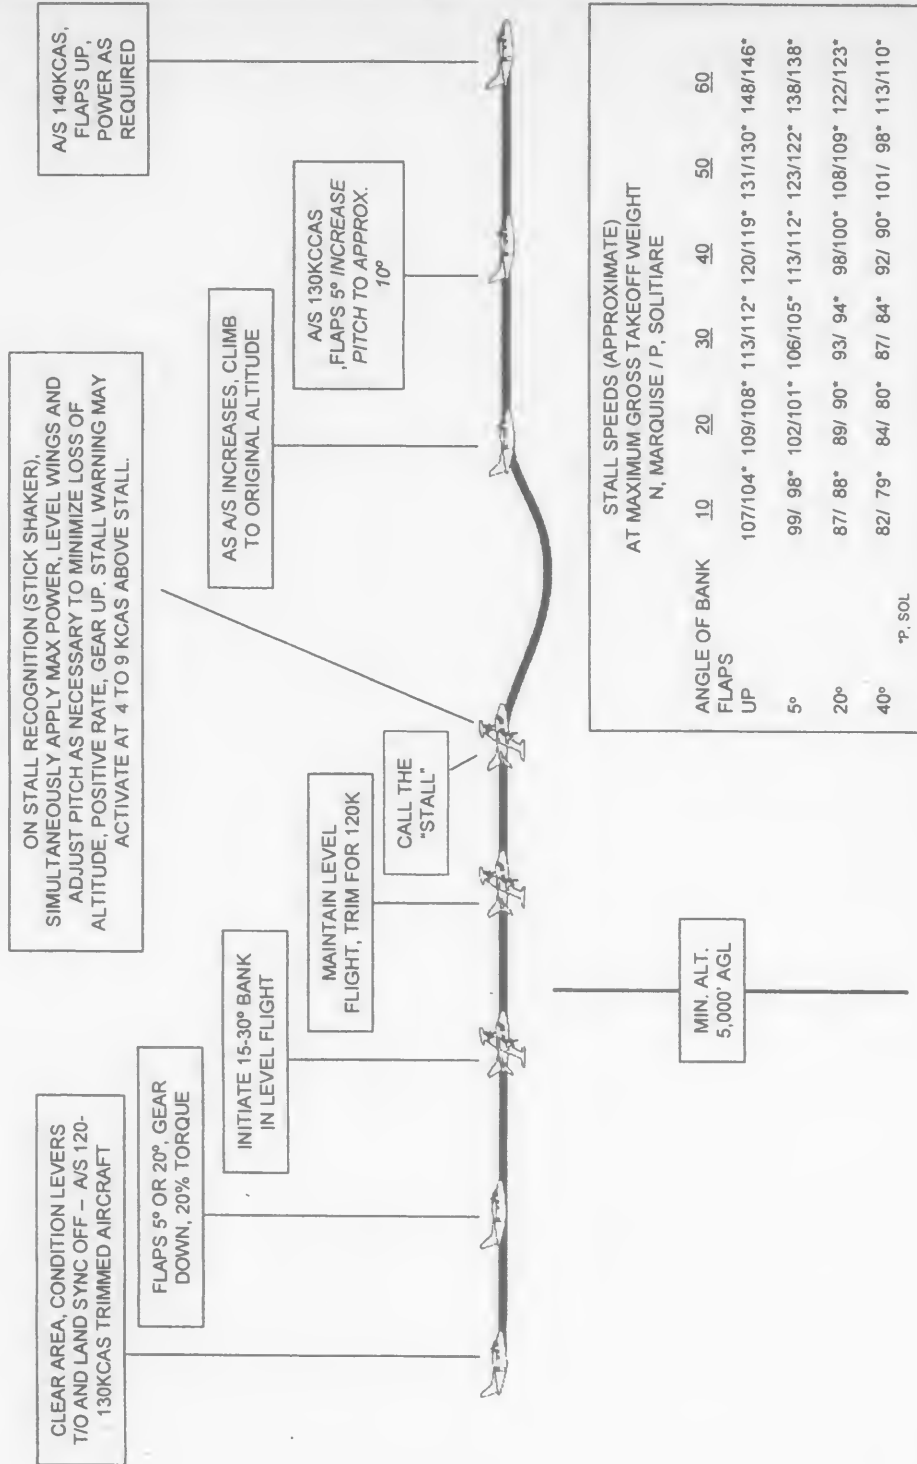 CLEAR AREA, CONDITION LEVERS
T/O AND LAND SYNC OFF – A/S 120-
130KCAS TRIMMED AIRCRAFT
FLAPS 5º OR 20º, GEAR
DOWN, 20% TORQUE
INITIATE 15-30º BANK
IN LEVEL FLIGHT
MAINTAIN LEVEL
FLIGHT, TRIM FOR 120K
CALL THE
"STALL"
ON STALL RECOGNITION (STICK SHAKER),
SIMULTANEOUSLY APPLY MAX POWER, LEVEL WINGS AND
ADJUST PITCH AS NECESSARY TO MINIMIZE LOSS OF
ALTITUDE, POSITIVE RATE, GEAR UP. STALL WARNING MAY
ACTIVATE AT 4 TO 9 KCAS ABOVE STALL.
AS A/S INCREASES, CLIMB
TO ORIGINAL ALTITUDE
A/S 130KCCAS
,FLAPS 5º INCREASE
PITCH TO APPROX.
10º
A/S 140KCAS,
FLAPS UP,
POWER AS
REQUIRED
MIN. ALT.
5,000' AGL
STALL SPEEDS (APPROXIMATE)
AT MAXIMUM GROSS TAKEOFF WEIGHT
N, MARQUISE / P, SOLITIARE
ANGLE OF BANK 10 20 30 40 50 60
FLAPS
UP 107/104* 109/108* 113/112* 120/119* 131/130* 148/146*
5º 99/ 98* 102/101* 106/105* 113/112* 123/122* 138/138*
20º 87/ 88* 89/ 90* 93/ 94* 98/100* 108/109* 122/123*
40º 82/ 79* 84/ 80* 87/ 84* 92/ 90* 101/ 98* 113/110*
*P, SOL